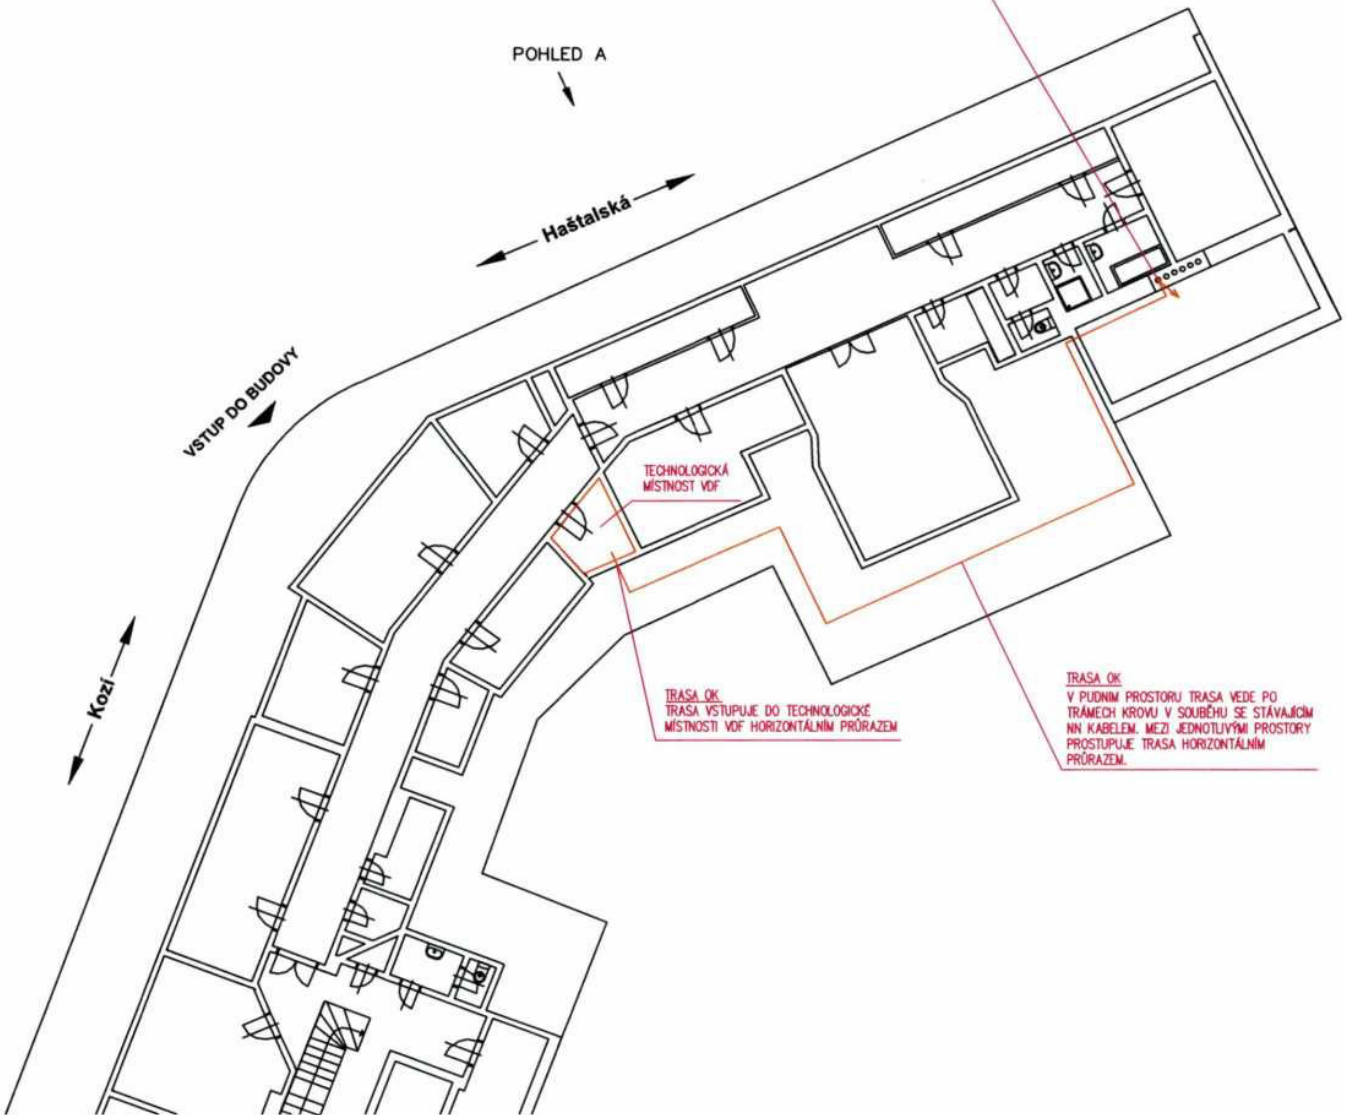 POHLED A
Haštalská
VSTUP DO BUDOVY
TECHNOLOGICKÁ
MÍSTNOST VDF
Kozí
TRASA OK
TRASA VSTUPUJE DO TECHNOLOGICKÉ
MÍSTNOSTI VDF HORIZONTÁLNÍM PRŮRAZEM
TRASA OK
V PUDNIM PROSTORU TRASA VEDE PO
TRÁMECH KROVU V SOUBĚHU SE STÁVAJÍCÍM
NN KABELEM. MEZI JEDNOTLIVÝMI PROSTORY
PROSTUPUJE TRASA HORIZONTÁLNÍM
PRŮRAZEM.